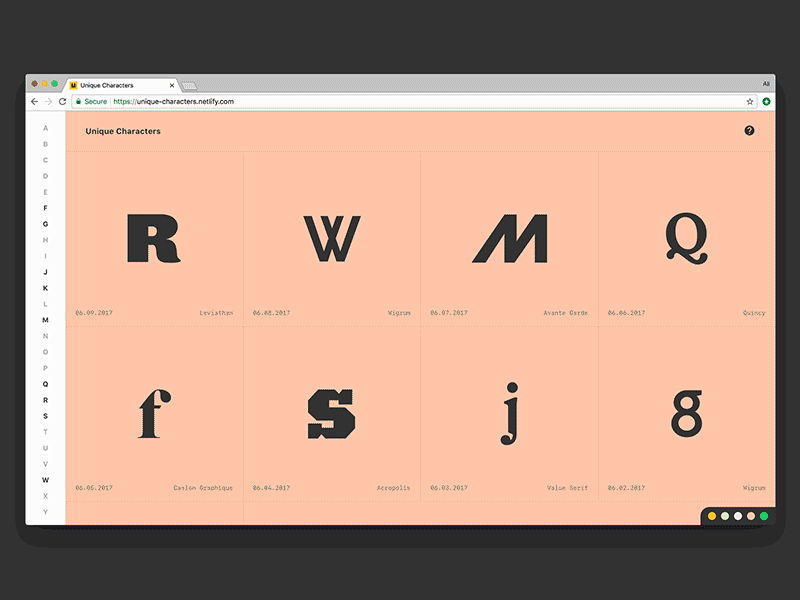 Unique Characters
Ali
Secure https://unique-characters.netlify.com
A
B
C
D
E
F
G
H
I
J
K
L
M
N
O
P
Q
R
S
T
U
V
W
X
Y
Unique Characters
?
R
W
M
Q
06.09.2017 Leviathan
06.08.2017 Wigrum
06.07.2017 Avante Garde
06.06.2017 Quincy
f
S
j
g
06.05.2017 Caslon Graphique
06.04.2017 Acropolis
06.03.2017 Value Serif
06.02.2017 Wigrum